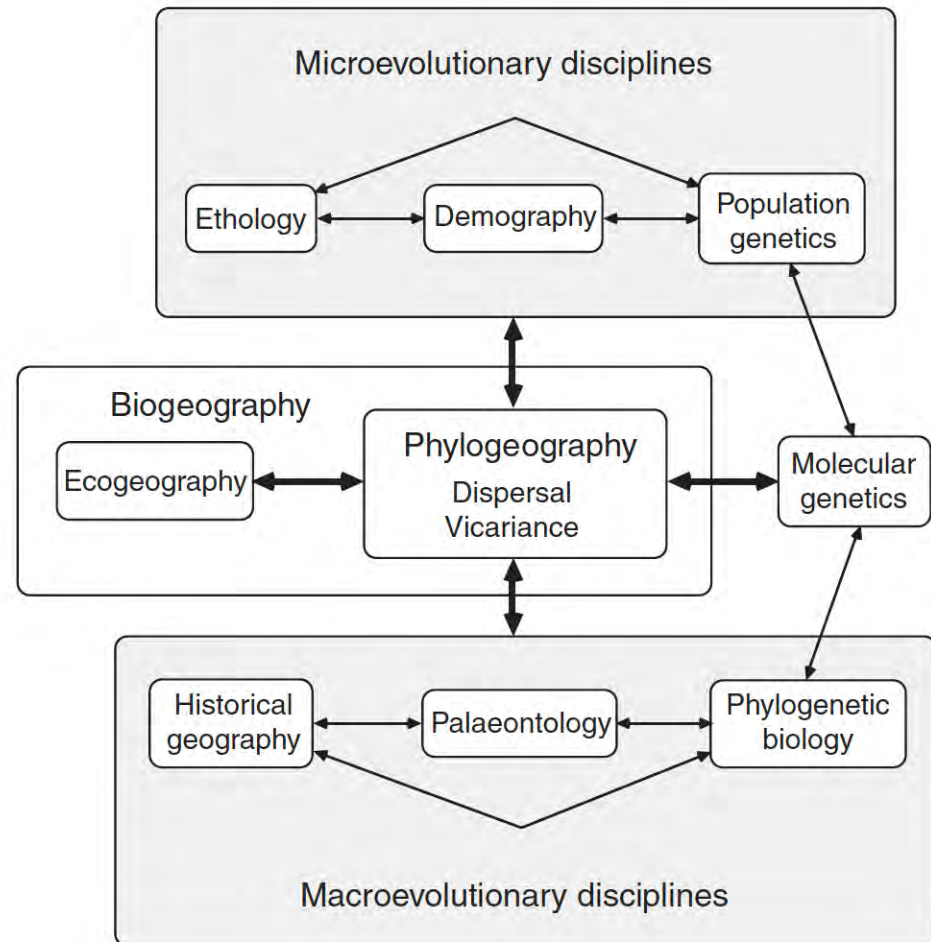 Microevolutionary disciplines
Ethology
Demography
Population
genetics
Biogeography
Ecogeography
Phylogeography
Dispersal
Vicariance
Molecular
genetics
Historical
geography
Palaeontology
Phylogenetic
biology
Macroevolutionary disciplines